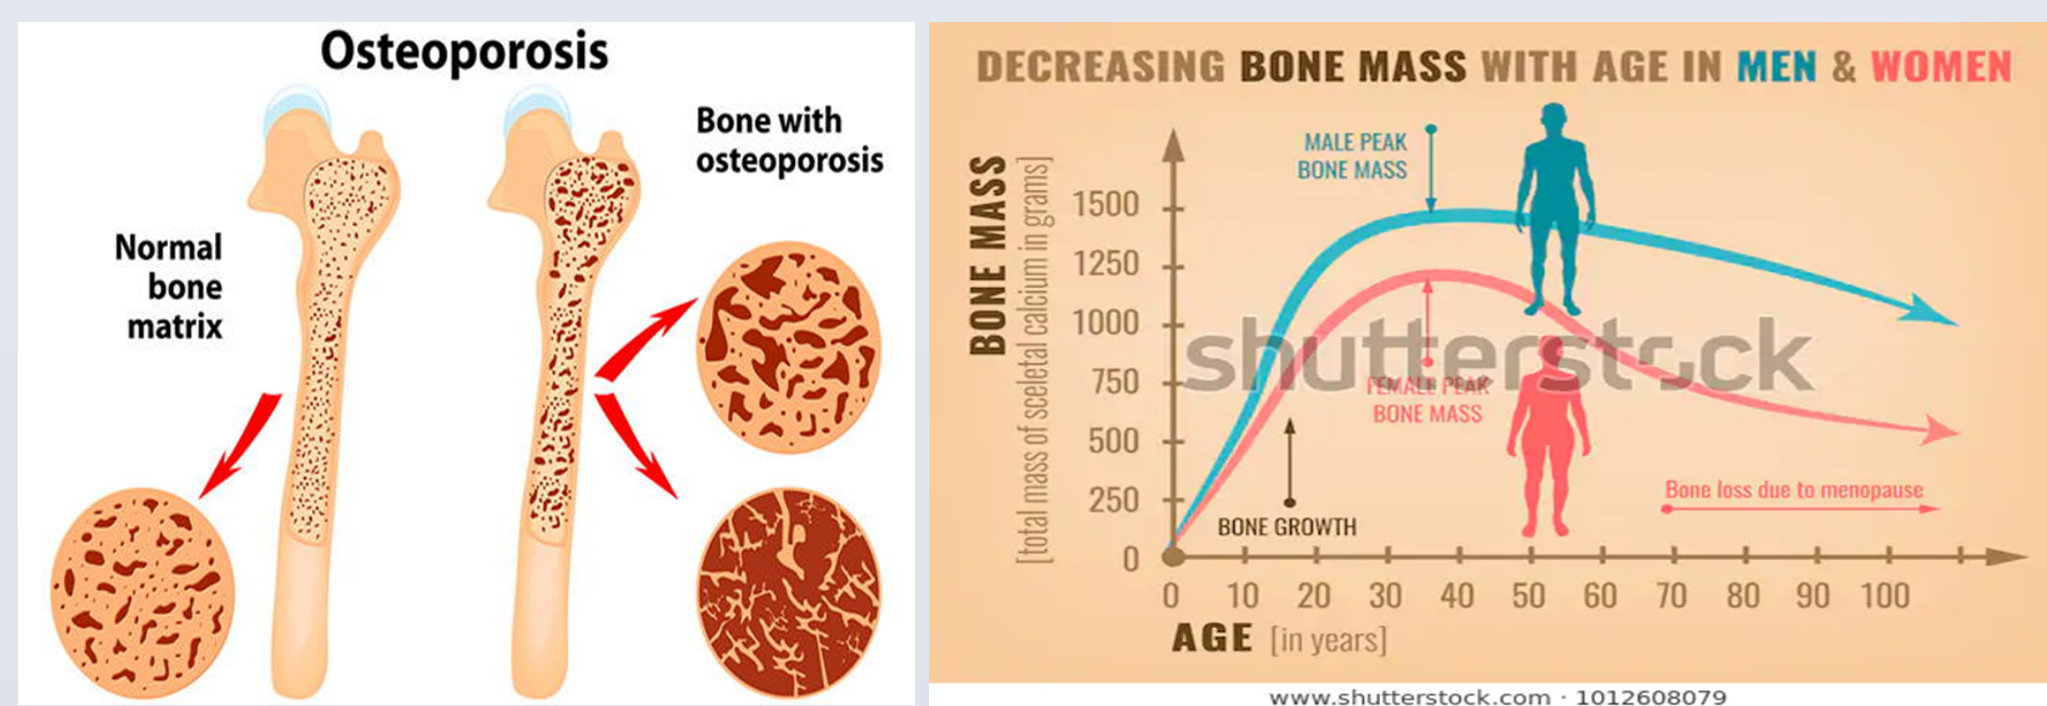 Osteoporosis
Bone with
osteoporosis
Normal
bone
matrix
DECREASING BONE MASS WITH AGE IN MEN & WOMEN
MALE PEAK
BONE MASS
BONE MASS
[total mass of sceletal calcium in grams]
1500
1250
1000
750
500
250
0
shutterstock
FEMALE PEAK
BONE MASS
BONE GROWTH
Bone loss due to menopause
0 10 20 30 40 50 60 70 80 90 100
AGE [in years]
www.shutterstock.com · 1012608079